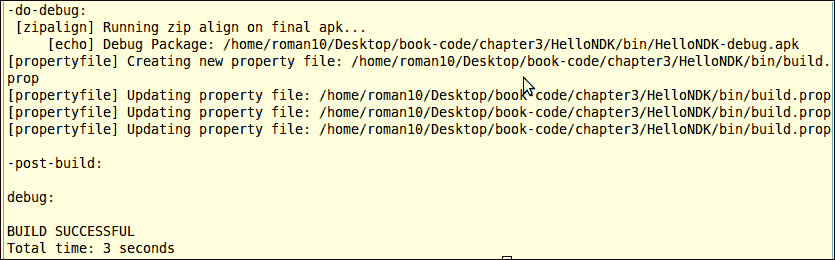 -do-debug:
[zipalign] Running zip align on final apk...
[echo] Debug Package: /home/roman10/Desktop/book-code/chapter3/HelloNDK/bin/HelloNDK-debug.apk
[propertyfile] Creating new property file: /home/roman10/Desktop/book-code/chapter3/HelloNDK/bin/build.
prop
[propertyfile] Updating property file: /home/roman10/Desktop/book-code/chapter3/HelloNDK/bin/build.prop
[propertyfile] Updating property file: /home/roman10/Desktop/book-code/chapter3/HelloNDK/bin/build.prop
[propertyfile] Updating property file: /home/roman10/Desktop/book-code/chapter3/HelloNDK/bin/build.prop
-post-build:
debug:
BUILD SUCCESSFUL
Total time: 3 seconds